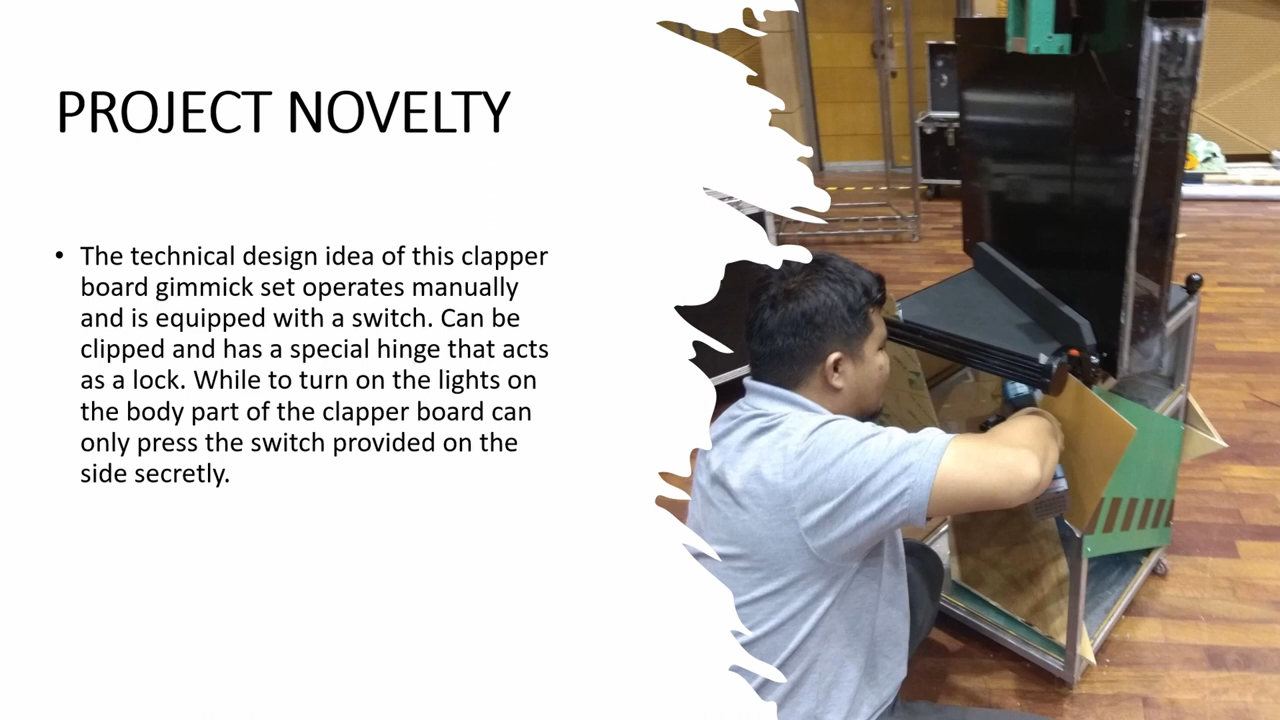 PROJECT NOVELTY
• The technical design idea of this clapper
board gimmick set operates manually
and is equipped with a switch. Can be
clipped and has a special hinge that acts
as a lock. While to turn on the lights on
the body part of the clapper board can
only press the switch provided on the
side secretly.